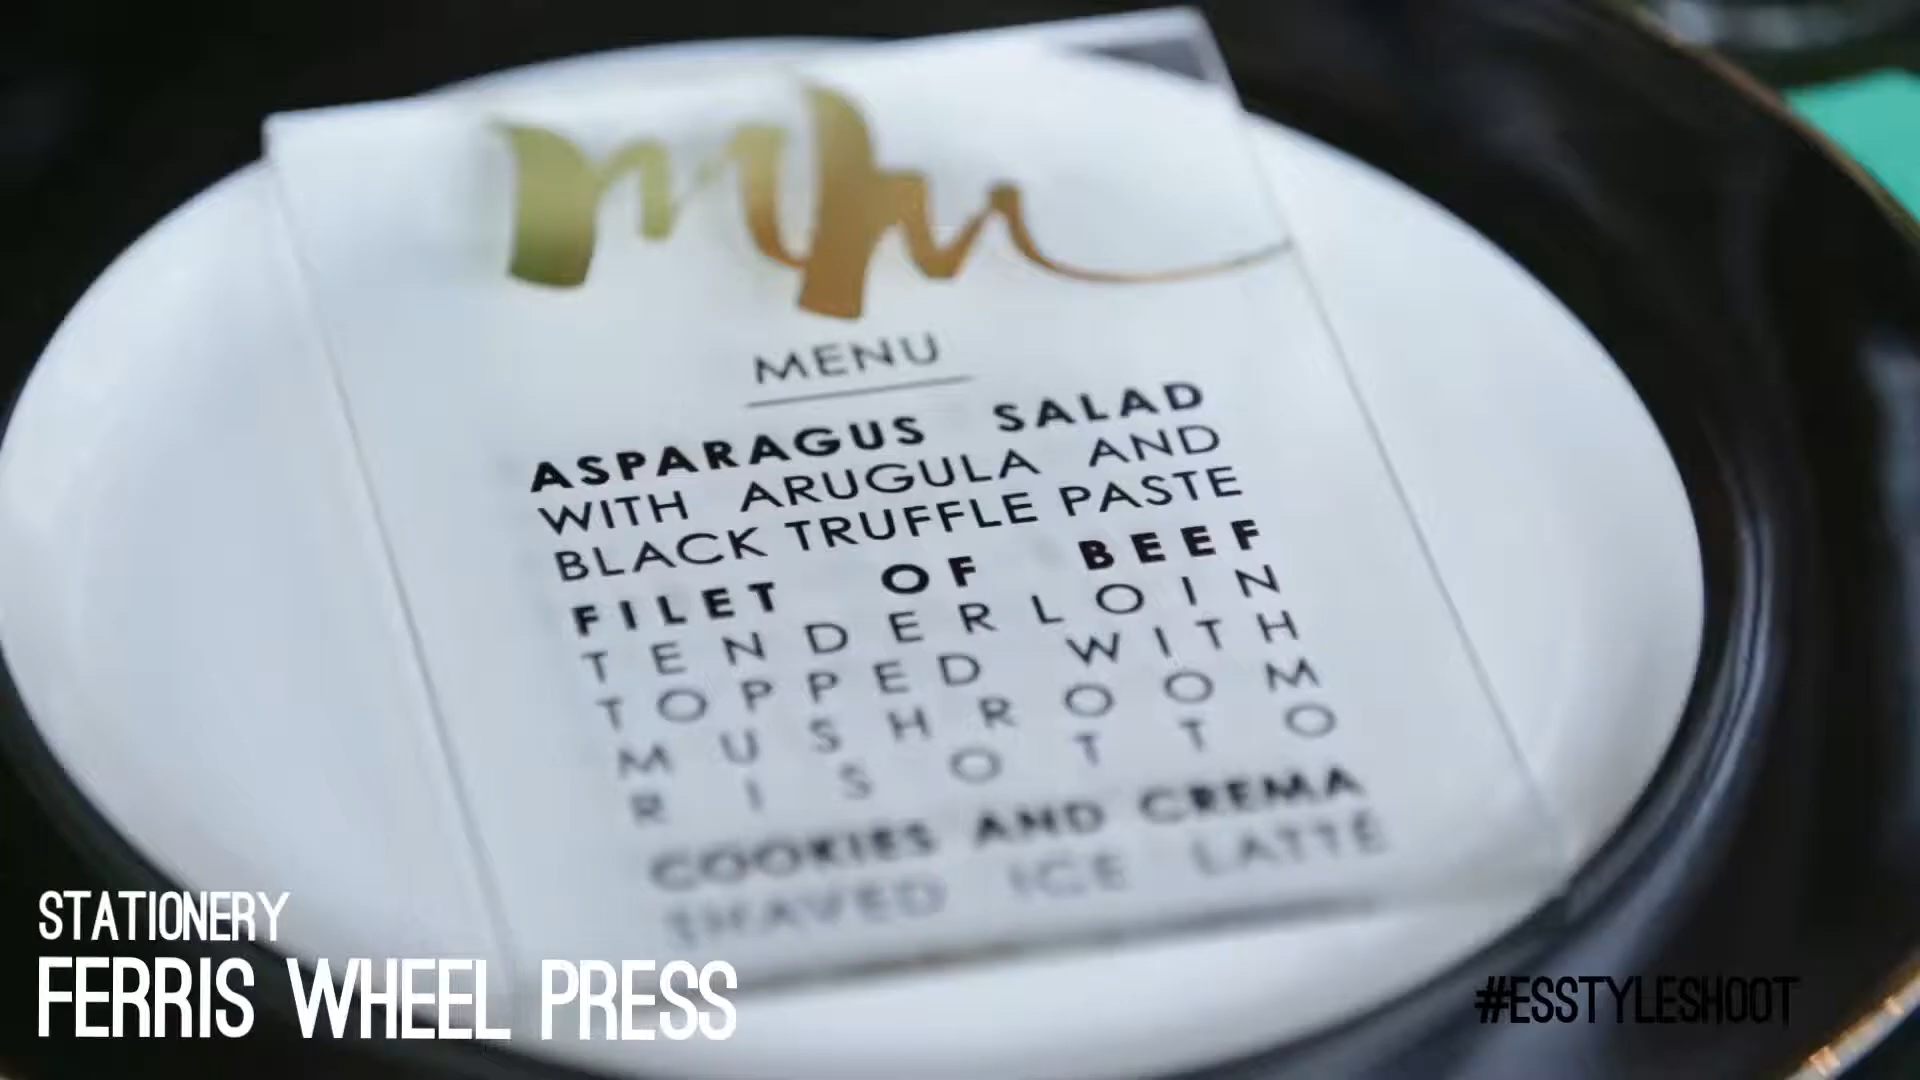 MENU
ASPARAGUS SALAD
WITH ARUGULA AND
BLACK TRUFFLE PASTE
FILET OF BEEF
TENDERLOIN
TOPPED WITH
MUSHROOM
RISOTTO
COOKIES AND CREMA
SHAVED ICE LATTÉ
STATIONERY
FERRIS WHEEL PRESS
#ESSTYLESHOOT